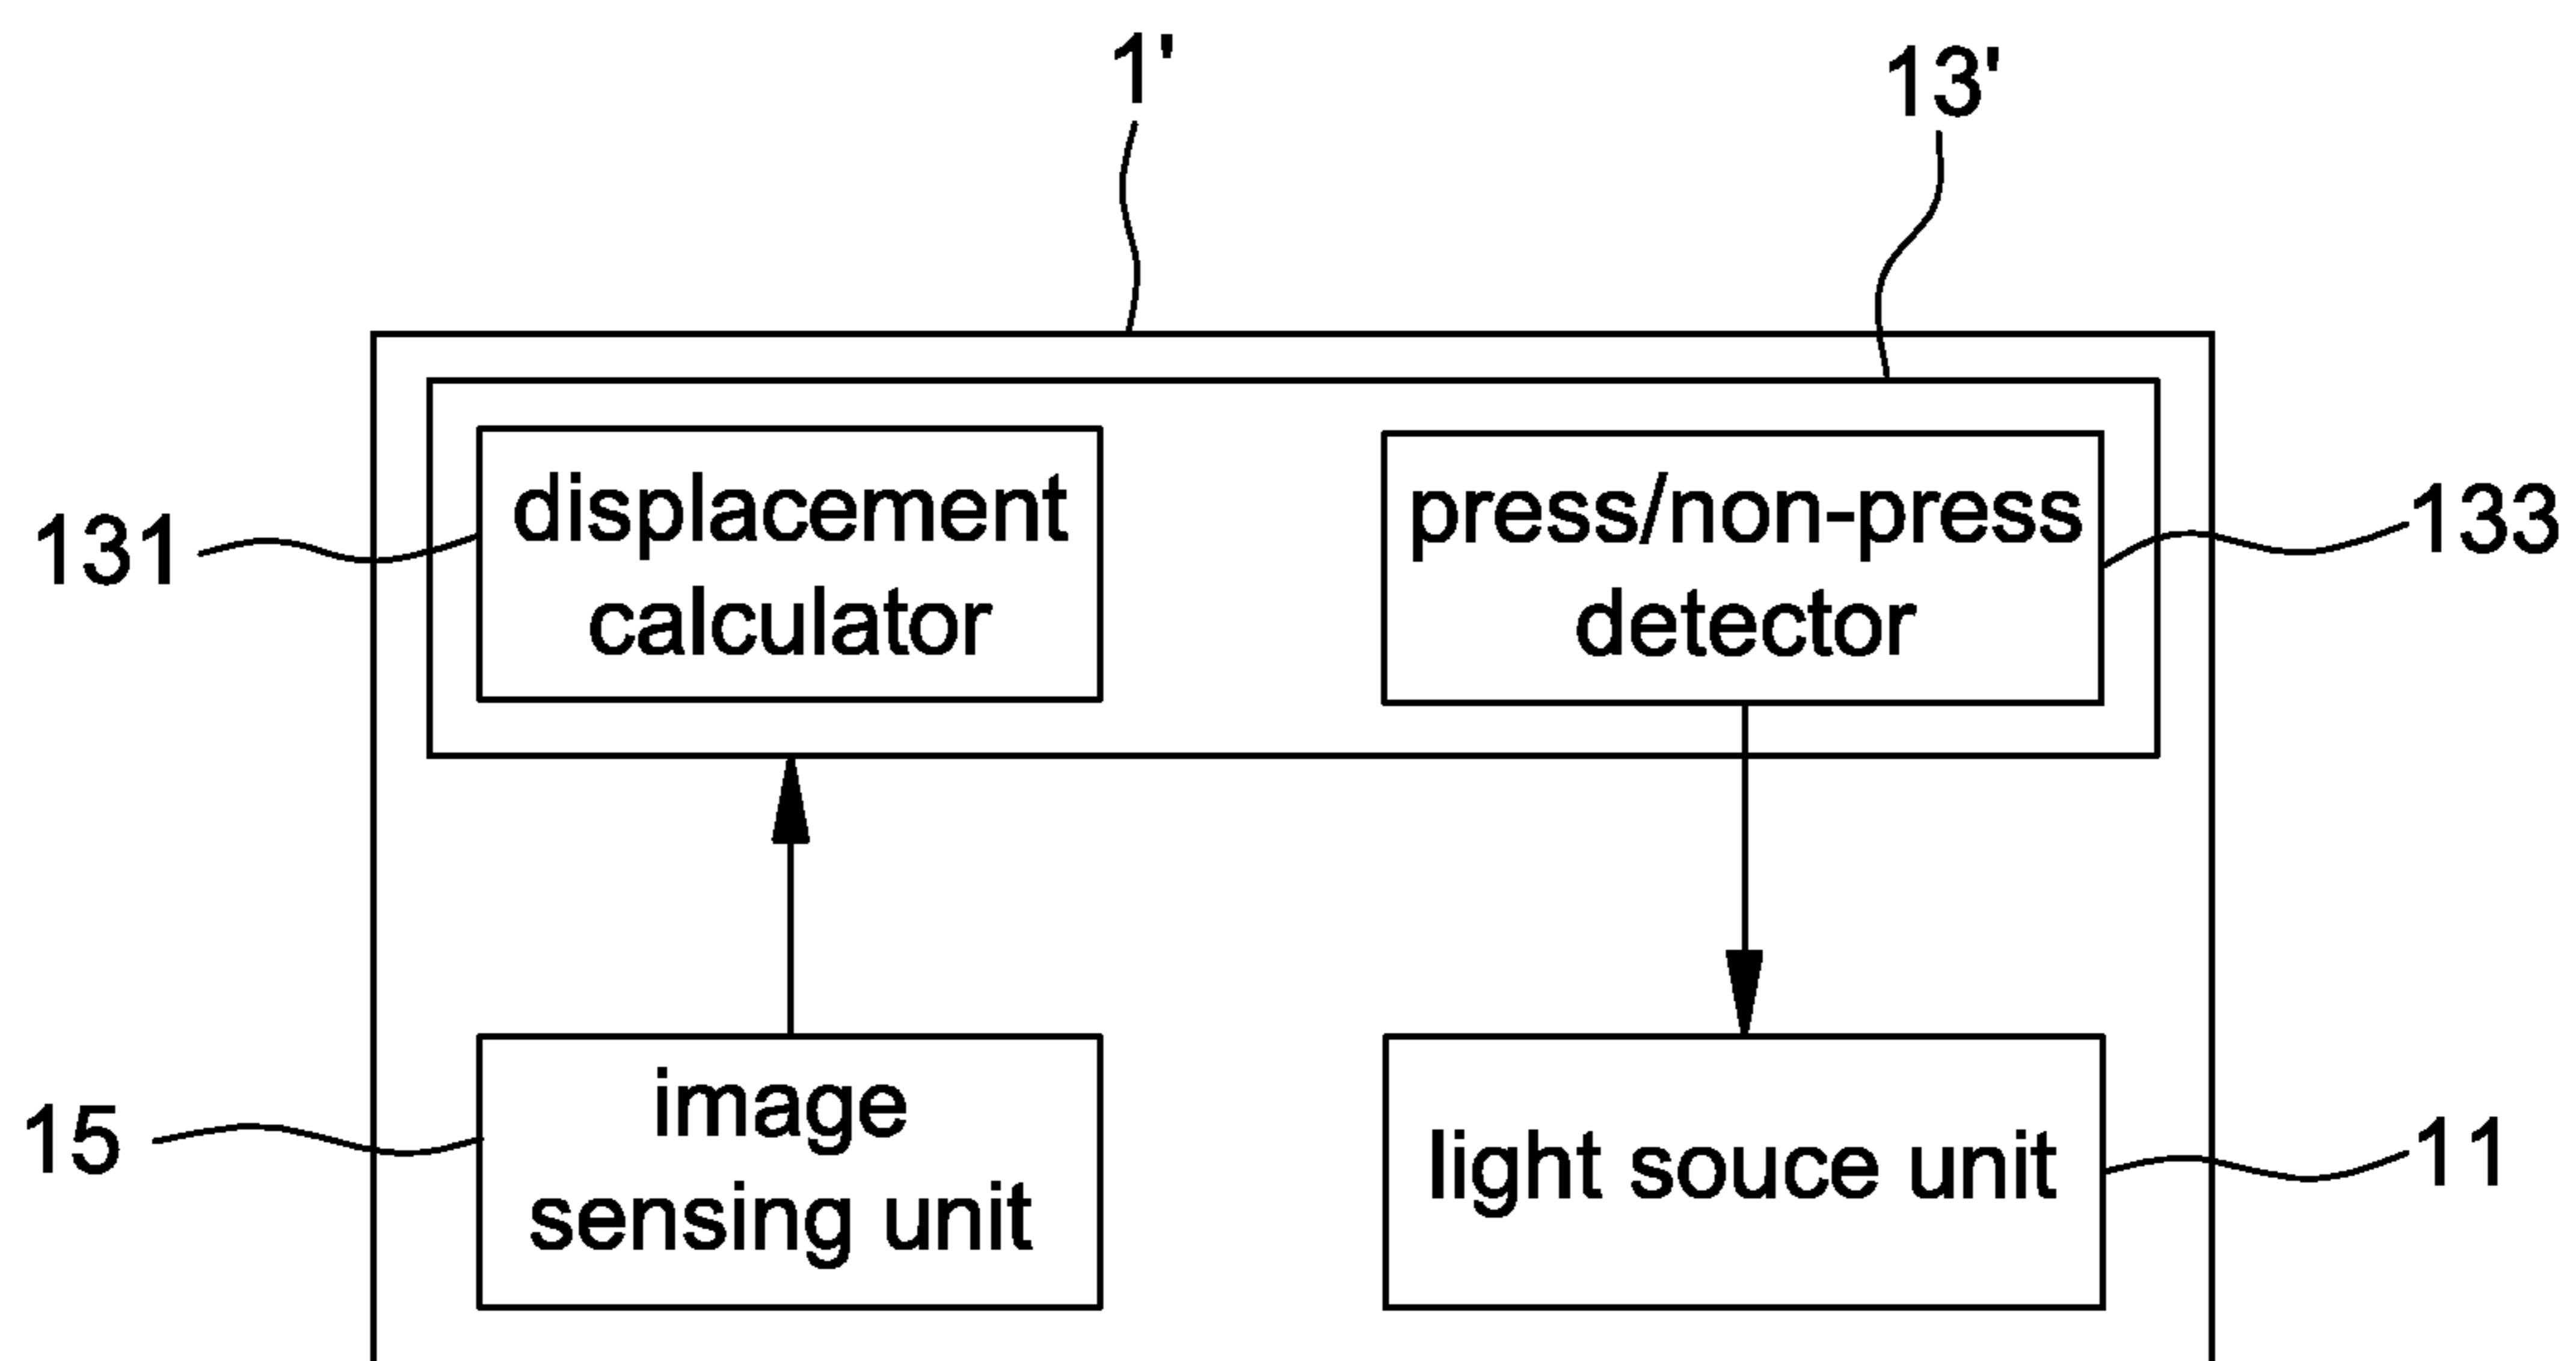 1'
13'
displacement
calculator
press/non-press
detector
131
133
image
sensing unit
light souce unit
15
11